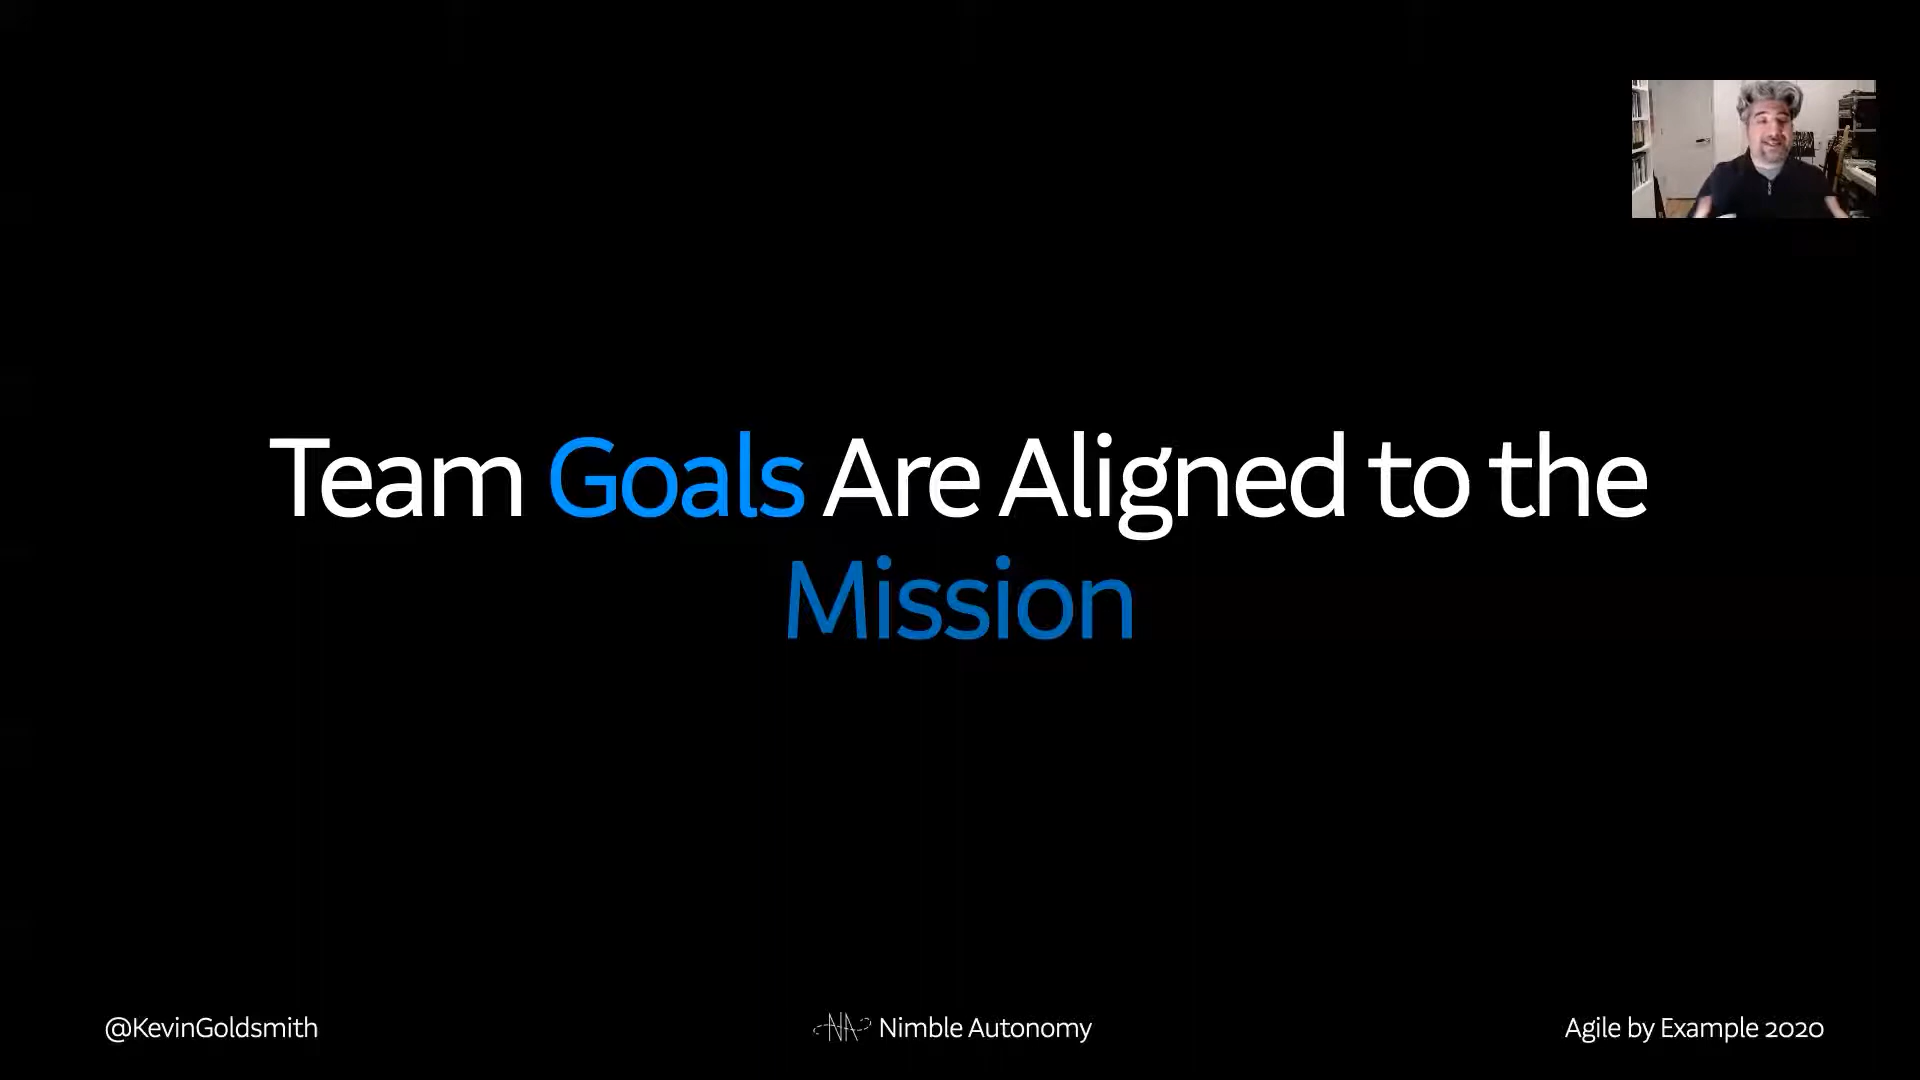 Team Goals Are Aligned to the
Mission
@KevinGoldsmith
Nimble Autonomy
Agile by Example 2020